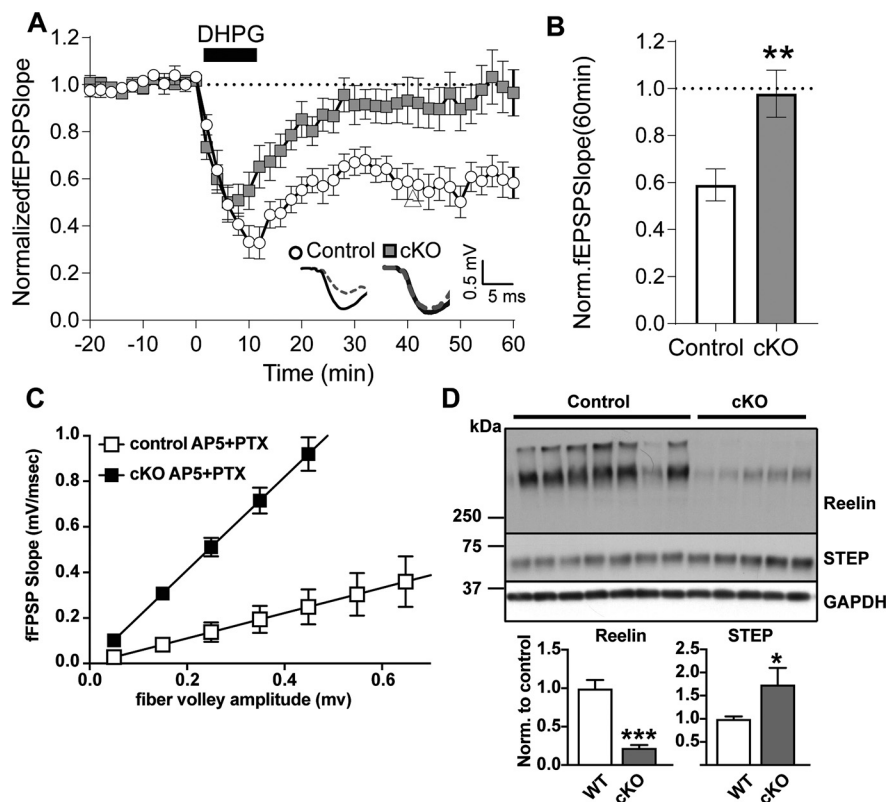 A
DHPG
NormalizedfEPSPSlope
1.2
1.0
0.8
0.6
0.4
0.2
0.0
Control
cKO
0.5 mV
5 ms
-20 -10 0 10 20 30 40 50 60
Time (min)
B
**
Norm.fEPSPSlope(60min)
1.2
1.0
0.8
0.6
0.4
0.2
0.0
Control cKO
C
fFPSP Slope (mV/msec)
1.0
0.8
0.6
0.4
0.2
0.0
control AP5+PTX
cKO AP5+PTX
0.0 0.2 0.4 0.6
fiber volley amplitude (mv)
D
Control cKO
kDa
250
75
37
Reelin
STEP
GAPDH
Reelin
Norm. to control
1.0
0.5
0.0
***
WT cKO
STEP
2.5
2.0
1.5
1.0
0.5
*
WT cKO